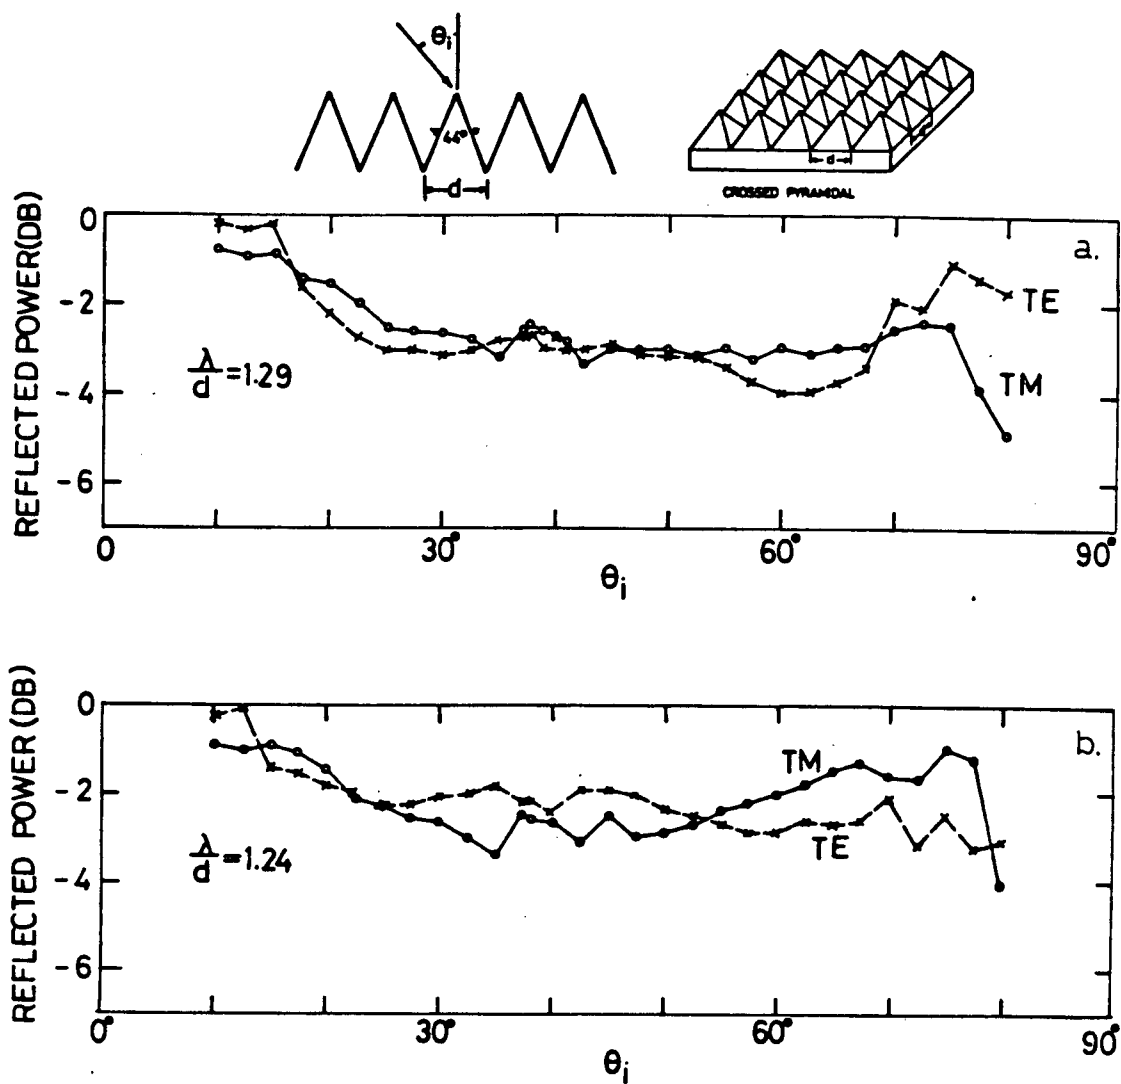 θi
44°
d
d
CROSSED PYRAMIDAL
REFLECTED POWER(DB)
0
-2
-4
-6
a.
TE
TM
λ/d =1.29
0
30°
60°
90°
θi
REFLECTED POWER (DB)
0
-2
-4
-6
b.
TM
TE
λ/d =1.24
0°
30°
60°
90°
θi